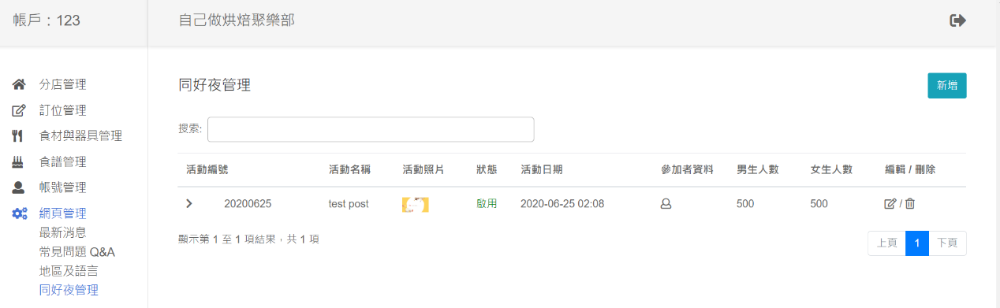 帳戶：123
自己做烘焙聚樂部
分店管理
訂位管理
食材與器具管理
食譜管理
帳號管理
網頁管理
最新消息
常見問題 Q&A
地區及語言
同好夜管理
同好夜管理
新增
搜索:
活動編號 活動名稱 活動照片 狀態 活動日期 參加者資料 男生人數 女生人數 編輯 / 刪除
20200625 test post 啟用 2020-06-25 02:08 500 500 /
顯示第 1 至 1 項結果，共 1 項
上頁 1 下頁